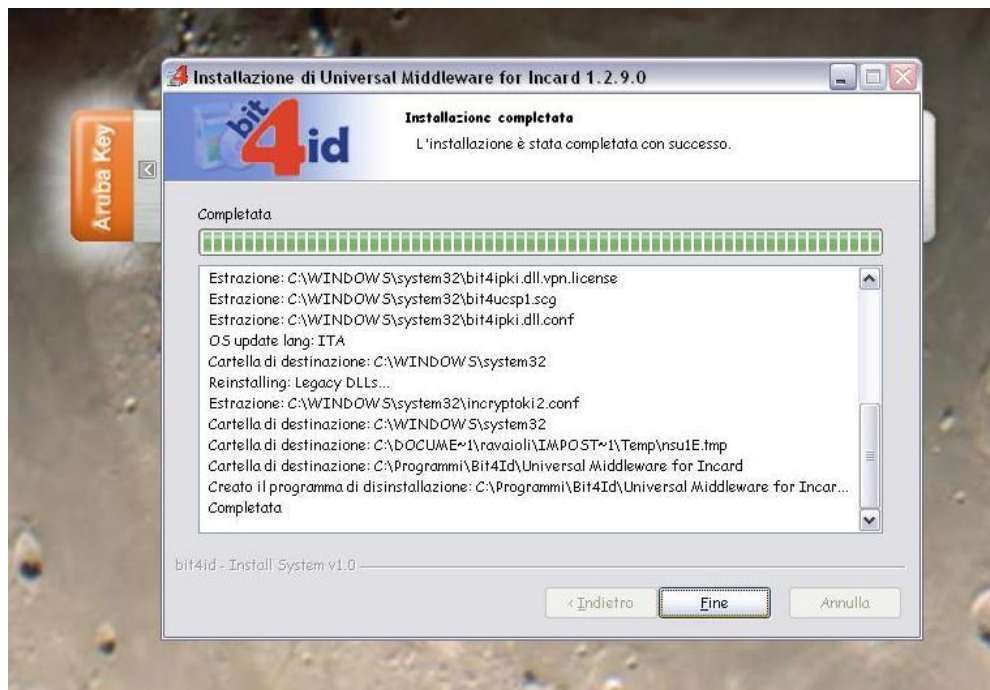 Installazione di Universal Middleware for Incard 1.2.9.0
Aruba Key
bit
4id
Installazione completata
L'installazione è stata completata con successo.
Completata
Estrazione: C:\WINDOWS\system32\bit4ipki.dll.vpn.license
Estrazione: C:\WINDOWS\system32\bit4ucsp1.scg
Estrazione: C:\WINDOWS\system32\bit4ipki.dll.conf
OS update lang: ITA
Cartella di destinazione: C:\WINDOWS\system32
Reinstalling: Legacy DLLs...
Estrazione: C:\WINDOWS\system32\incryptoki2.conf
Cartella di destinazione: C:\WINDOWS\system32
Cartella di destinazione: C:\DOCUME~1\ravaioli\IMPOST~1\Temp\nsu1E.tmp
Cartella di destinazione: C:\Programmi\Bit4Id\Universal Middleware for Incard
Creato il programma di disinstallazione: C:\Programmi\Bit4Id\Universal Middleware for Incar...
Completata
bit4id - Install System v1.0
< Indietro
Fine
Annulla